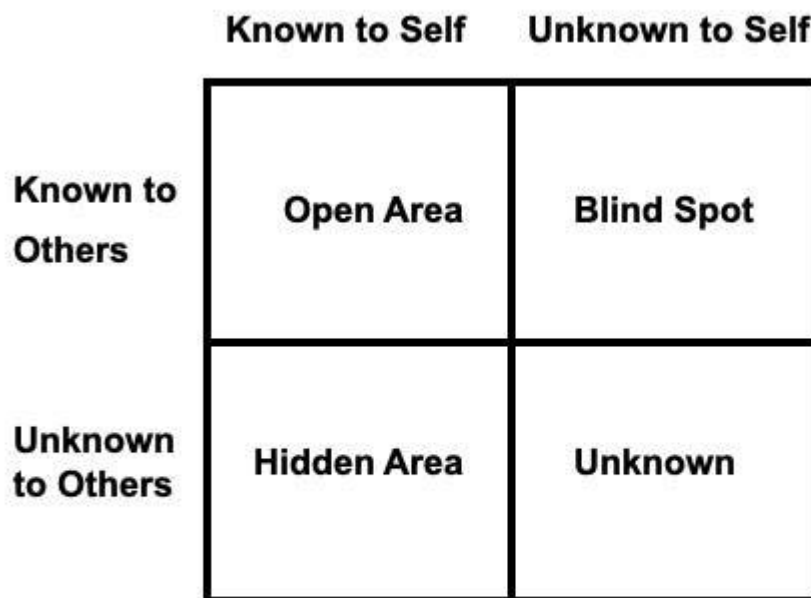 Known to Self Unknown to Self
Known to
Others
Open Area Blind Spot
Unknown
to Others
Hidden Area Unknown